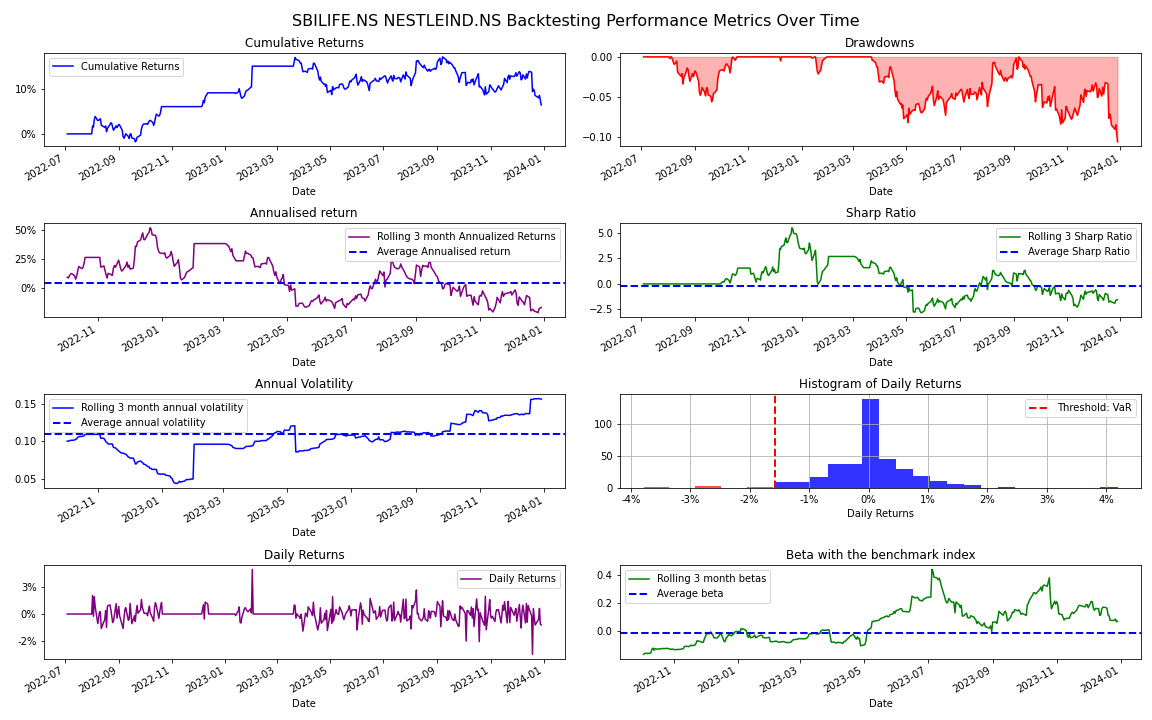 SBILIFE.NS NESTLEIND.NS Backtesting Performance Metrics Over Time
Cumulative Returns
Cumulative Returns
10%
0%
2022-07 2022-09 2022-11 2023-01 2023-03 2023-05 2023-07 2023-09 2023-11 2024-01
Date
Drawdowns
0.00
−0.05
−0.10
2022-07 2022-09 2022-11 2023-01 2023-03 2023-05 2023-07 2023-09 2023-11 2024-01
Date
Annualised return
Rolling 3 month Annualized Returns
Average Annualised return
50%
25%
0%
2022-11 2023-01 2023-03 2023-05 2023-07 2023-09 2023-11 2024-01
Date
Sharp Ratio
Rolling 3 Sharp Ratio
Average Sharp Ratio
5.0
2.5
0.0
−2.5
2022-07 2022-09 2022-11 2023-01 2023-03 2023-05 2023-07 2023-09 2023-11 2024-01
Date
Annual Volatility
Rolling 3 month annual volatility
Average annual volatility
0.15
0.10
0.05
2022-11 2023-01 2023-03 2023-05 2023-07 2023-09 2023-11 2024-01
Date
Histogram of Daily Returns
Threshold: VaR
100
50
0
-4% -3% -2% -1% 0% 1% 2% 3% 4%
Daily Returns
Daily Returns
Daily Returns
3%
0%
-2%
2022-07 2022-09 2022-11 2023-01 2023-03 2023-05 2023-07 2023-09 2023-11 2024-01
Date
Beta with the benchmark index
Rolling 3 month betas
Average beta
0.4
0.2
0.0
2022-11 2023-01 2023-03 2023-05 2023-07 2023-09 2023-11 2024-01
Date